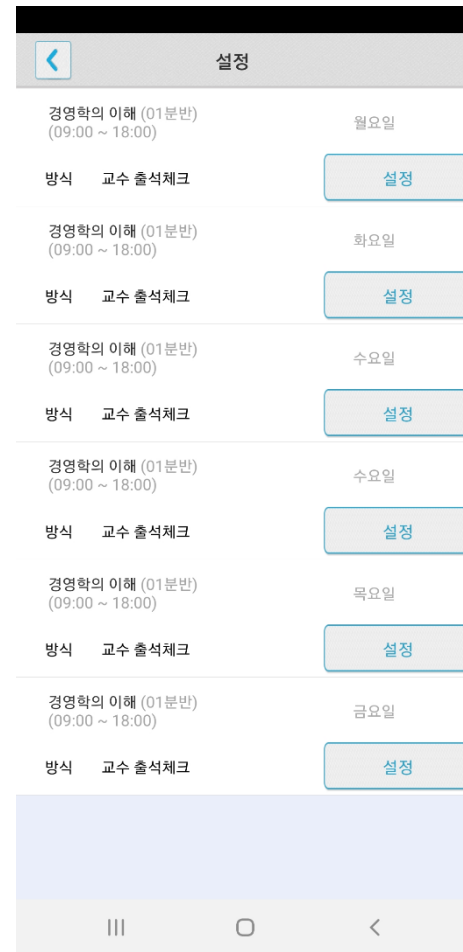 설정
경영학의 이해 (01분반)
(09:00 ~ 18:00)
월요일
방식 교수 출석체크 설정
경영학의 이해 (01분반)
(09:00 ~ 18:00)
화요일
방식 교수 출석체크 설정
경영학의 이해 (01분반)
(09:00 ~ 18:00)
수요일
방식 교수 출석체크 설정
경영학의 이해 (01분반)
(09:00 ~ 18:00)
수요일
방식 교수 출석체크 설정
경영학의 이해 (01분반)
(09:00 ~ 18:00)
목요일
방식 교수 출석체크 설정
경영학의 이해 (01분반)
(09:00 ~ 18:00)
금요일
방식 교수 출석체크 설정